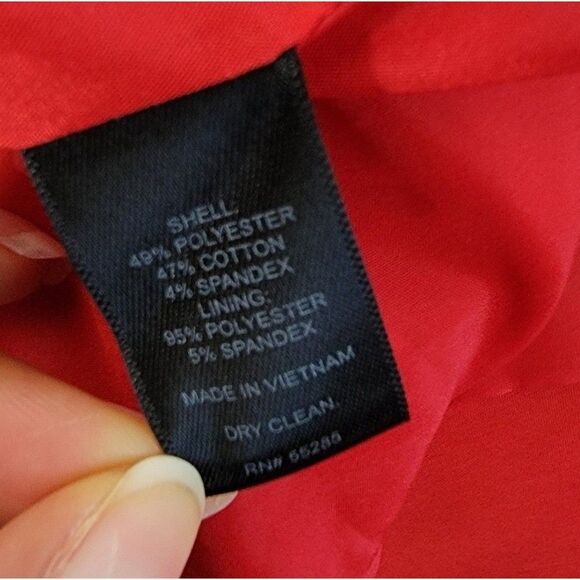 SHELL:
49% POLYESTER
47% COTTON
4% SPANDEX
LINING:
95% POLYESTER
5% SPANDEX
MADE IN VIETNAM
DRY CLEAN.
RN# 55285